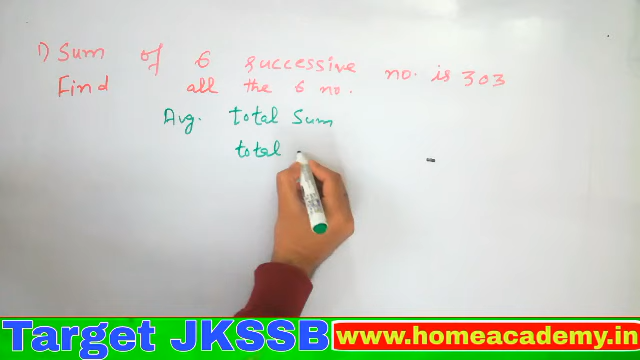 1) Sum of 6 successive no. is 303
Find all the 6 no.
Avg. total Sum
total
Target JKSSB www.homeacademy.in